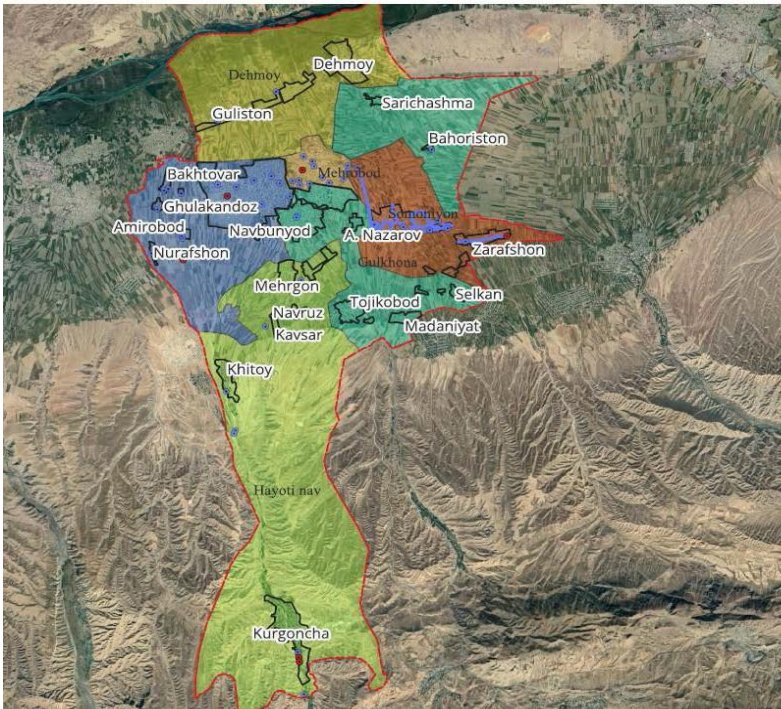 Dehmoy
Dehmoy
Guliston
Sarichashma
Bahoriston
Bakhtovar
Mehrobod
Ghulakandoz
Somoniyon
Amirobod
Navbunyod
A. Nazarov
Nurafshon
Zarafshon
Gulkhona
Mehrgon
Selkan
Tojikobod
Navruz
Madaniyat
Kavsar
Khitoy
Hayoti nav
Kurgoncha